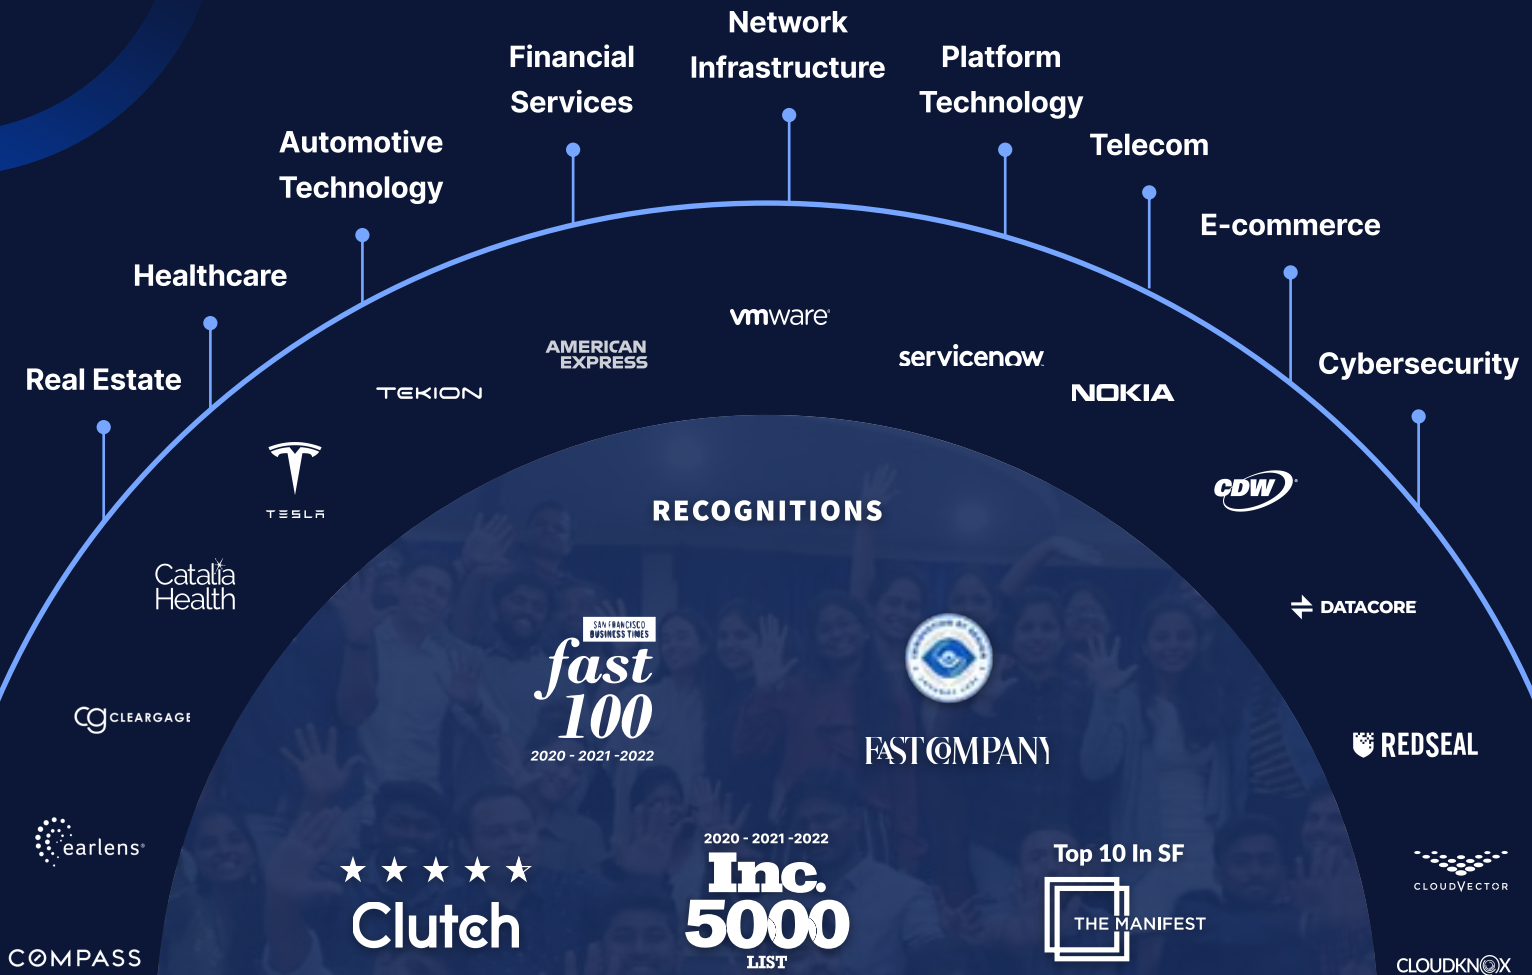 Network
Infrastructure
Financial
Services
Platform
Technology
Automotive
Technology
Telecom
E-commerce
Healthcare
Cybersecurity
Real Estate
vmware®
AMERICAN
EXPRESS
servicenow
TEKION
NOKIA
TESLA
CDW
Catalia
Health
DATACORE
CLEARGAGE
REDSEAL
earlens®
CLOUDVECTOR
COMPASS
CLOUDKNOX
RECOGNITIONS
SAN FRANCISCO
BUSINESS TIMES
fast
100
2020 - 2021 -2022
FAST COMPANY
Clutch
2020 - 2021 -2022
Inc.
5000
LIST
Top 10 In SF
THE MANIFEST